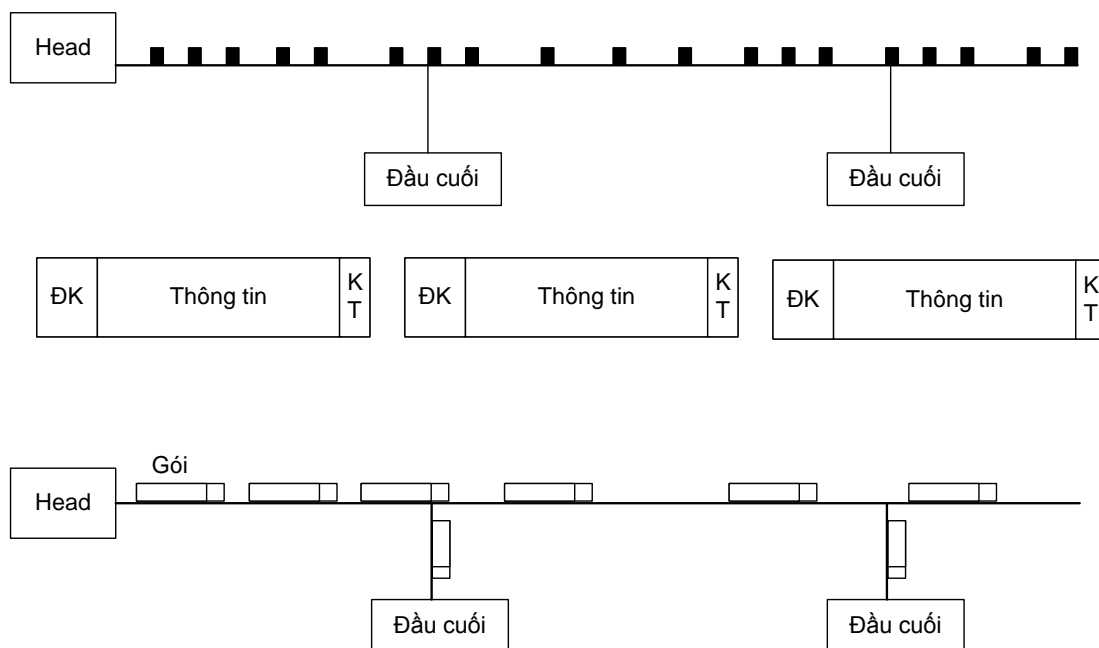 Head
Đầu cuối
Đầu cuối
ĐK
Thông tin
K
T
ĐK
Thông tin
K
T
ĐK
Thông tin
K
T
Gói
Head
Đầu cuối
Đầu cuối